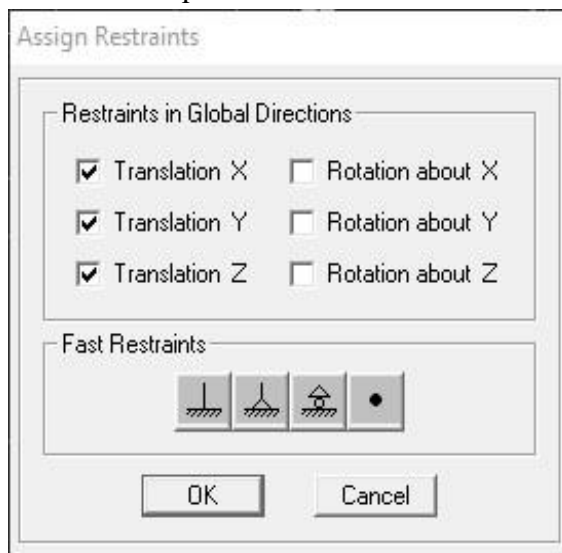 Assign Restraints
Restraints in Global Directions
Translation X Rotation about X
Translation Y Rotation about Y
Translation Z Rotation about Z
Fast Restraints
OK Cancel